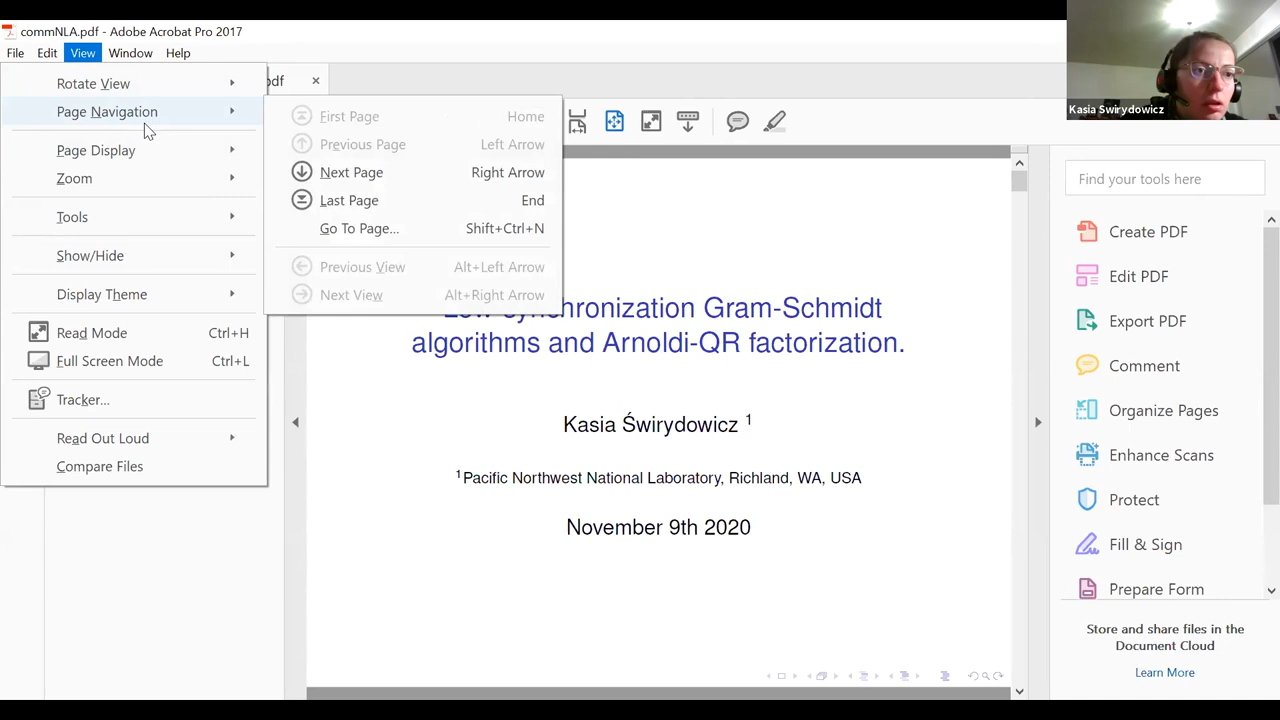 commNLA.pdf - Adobe Acrobat Pro 2017
File Edit View Window Help
Kasia Swirydowicz
pdf ×
Rotate View
Page Navigation
Page Display
Zoom
Tools
Show/Hide
Display Theme
Read Mode Ctrl+H
Full Screen Mode Ctrl+L
Tracker...
Read Out Loud
Compare Files
First Page Home
Previous Page Left Arrow
Next Page Right Arrow
Last Page End
Go To Page... Shift+Ctrl+N
Previous View Alt+Left Arrow
Next View Alt+Right Arrow
Low-synchronization Gram-Schmidt
algorithms and Arnoldi-QR factorization.
Kasia Świrydowicz 1
1Pacific Northwest National Laboratory, Richland, WA, USA
November 9th 2020
Find your tools here
Create PDF
Edit PDF
Export PDF
Comment
Organize Pages
Enhance Scans
Protect
Fill & Sign
Prepare Form
Store and share files in the
Document Cloud
Learn More